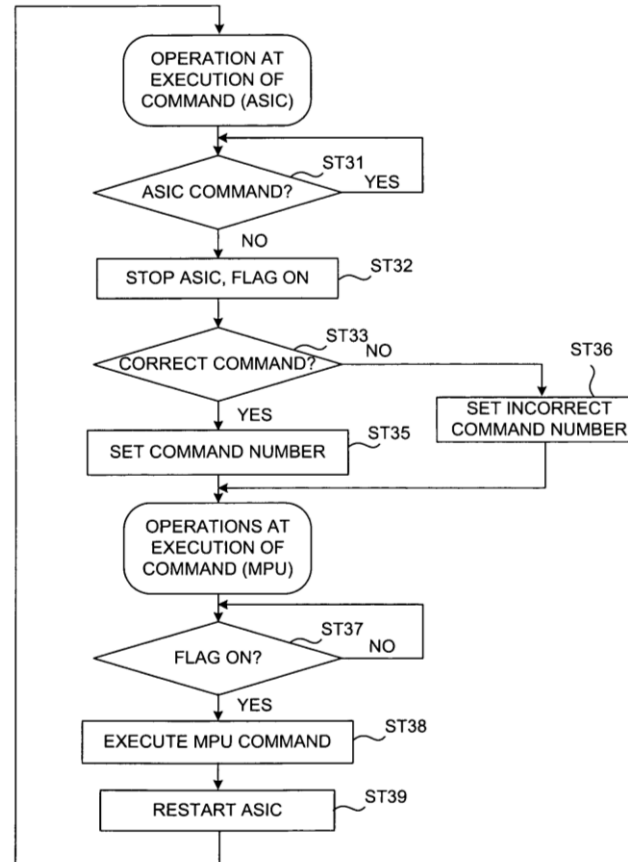 OPERATION AT
EXECUTION OF
COMMAND (ASIC)
ST31
ASIC COMMAND?
YES
NO
STOP ASIC, FLAG ON
ST32
ST33
CORRECT COMMAND?
NO
ST36
YES
SET INCORRECT
COMMAND NUMBER
SET COMMAND NUMBER
ST35
OPERATIONS AT
EXECUTION OF
COMMAND (MPU)
ST37
FLAG ON?
NO
YES
EXECUTE MPU COMMAND
ST38
RESTART ASIC
ST39